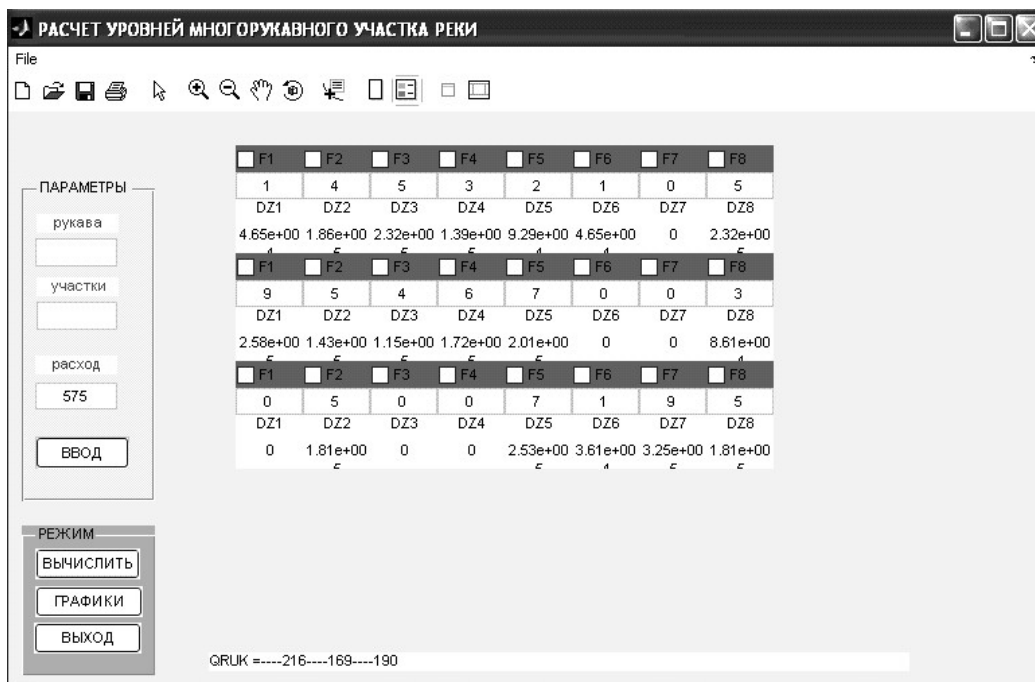 РАСЧЕТ УРОВНЕЙ МНОГОРУКАВНОГО УЧАСТКА РЕКИ
File
ПАРАМЕТРЫ
рукава
участки
расход
575
ВВОД
РЕЖИМ
ВЫЧИСЛИТЬ
ГРАФИКИ
ВЫХОД
F1 F2 F3 F4 F5 F6 F7 F8
1 4 5 3 2 1 0 5
DZ1 DZ2 DZ3 DZ4 DZ5 DZ6 DZ7 DZ8
4.65e+00 1.86e+00 2.32e+00 1.39e+00 9.29e+00 4.65e+00 0 2.32e+00
F1 F2 F3 F4 F5 F6 F7 F8
9 5 4 6 7 0 0 3
DZ1 DZ2 DZ3 DZ4 DZ5 DZ6 DZ7 DZ8
2.58e+00 1.43e+00 1.15e+00 1.72e+00 2.01e+00 0 0 8.61e+00
F1 F2 F3 F4 F5 F6 F7 F8
0 5 0 0 7 1 9 5
DZ1 DZ2 DZ3 DZ4 DZ5 DZ6 DZ7 DZ8
0 1.81e+00 0 0 2.53e+00 3.61e+00 3.25e+00 1.81e+00
QRUK =----216----169----190